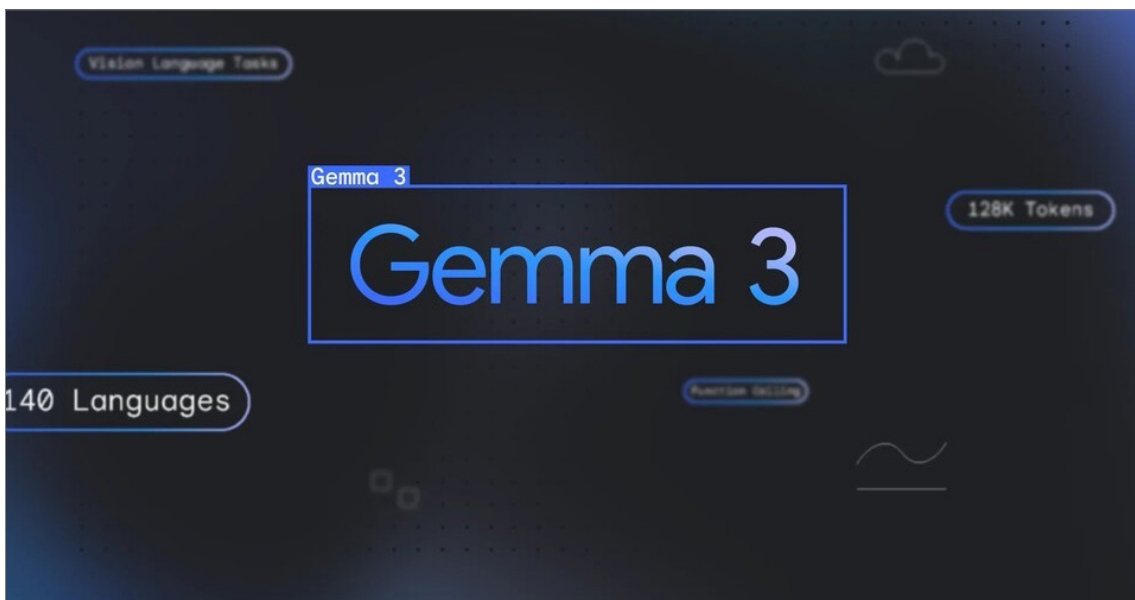 Vision Language Tasks
Gemma 3
Gemma 3
128K Tokens
140 Languages
Function Calling